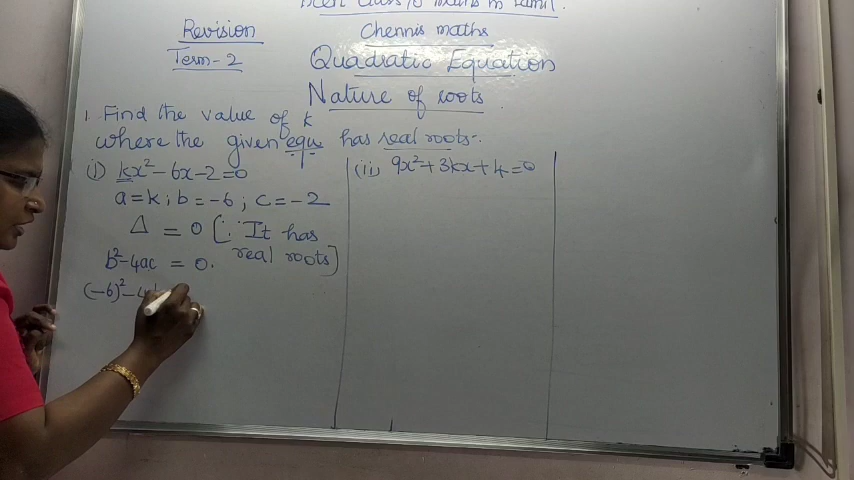 Revision
Term-2
Chennis maths
Quadratic Equation
Nature of roots
1. Find the value of k
where the given equ. has real roots.
(i) kx²-6x-2=0
a=k; b=-6; c=-2
Δ = 0 [∵ It has
real roots]
b²-4ac = 0.
(-6)²-4
(ii) 9x²+3kx+4=0